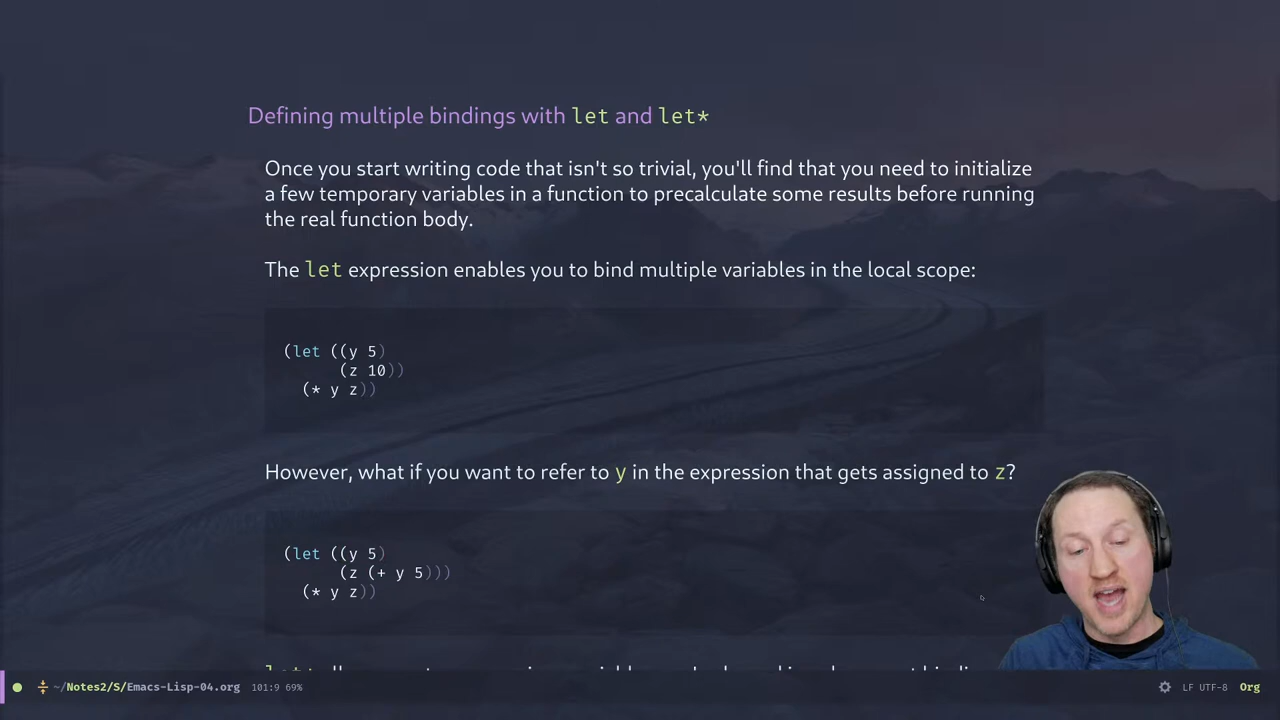 Defining multiple bindings with let and let*
Once you start writing code that isn't so trivial, you'll find that you need to initialize
a few temporary variables in a function to precalculate some results before running
the real function body.
The let expression enables you to bind multiple variables in the local scope:
(let ((y 5)
(z 10))
(* y z))
However, what if you want to refer to y in the expression that gets assigned to z?
(let ((y 5)
(z (+ y 5)))
(* y z))
~/Notes2/S/Emacs-Lisp-04.org 101:9 69% LF UTF-8 Org